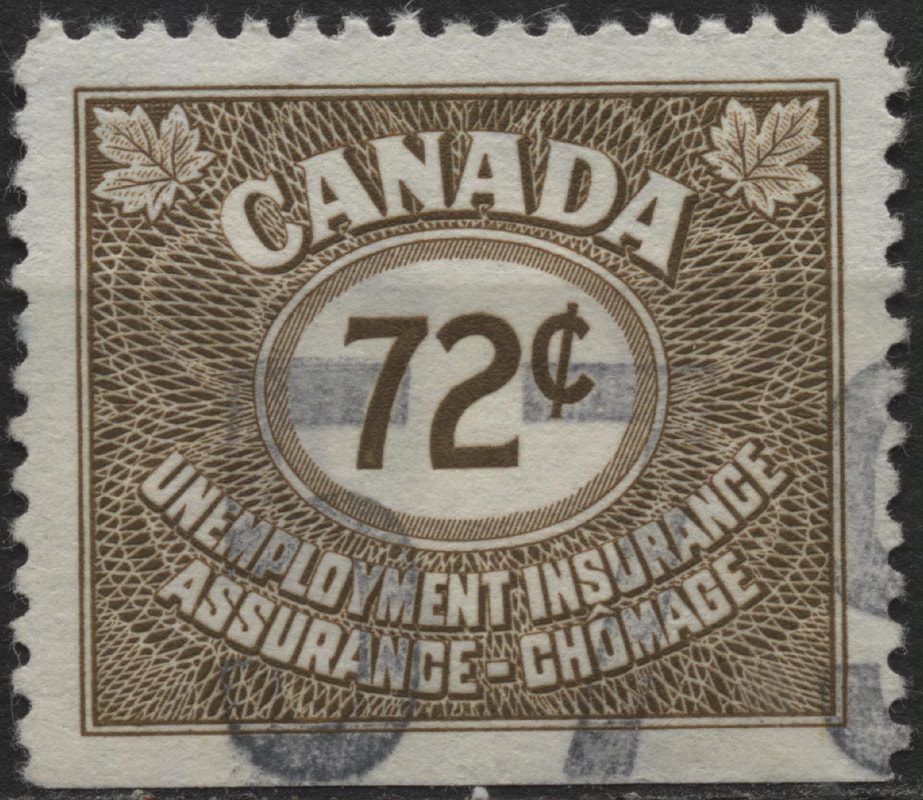 CANADA
72¢
UNEMPLOYMENT INSURANCE
ASSURANCE-CHÔMAGE